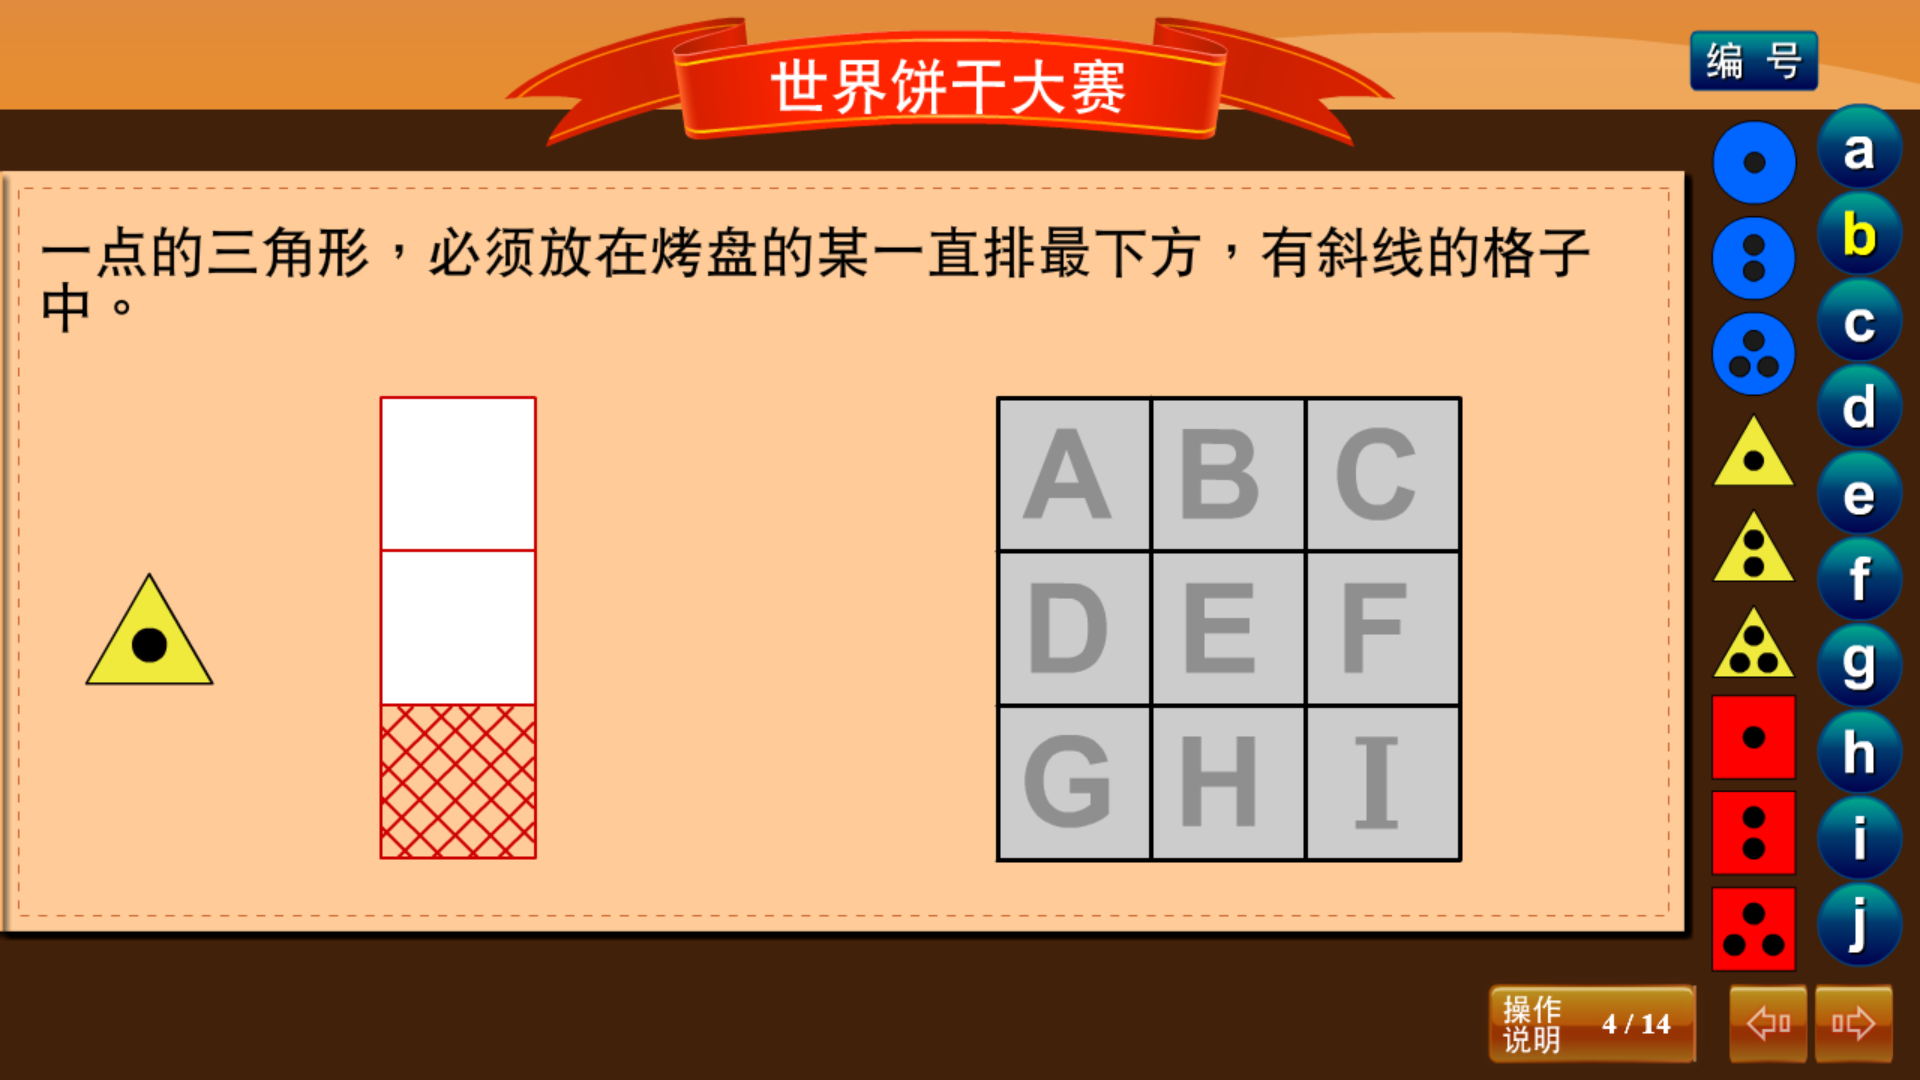 世界饼干大赛
编 号
一点的三角形，必须放在烤盘的某一直排最下方，有斜线的格子
中。
A B C
D E F
G H I
a
b
c
d
e
f
g
h
i
j
操作
说明
4 / 14